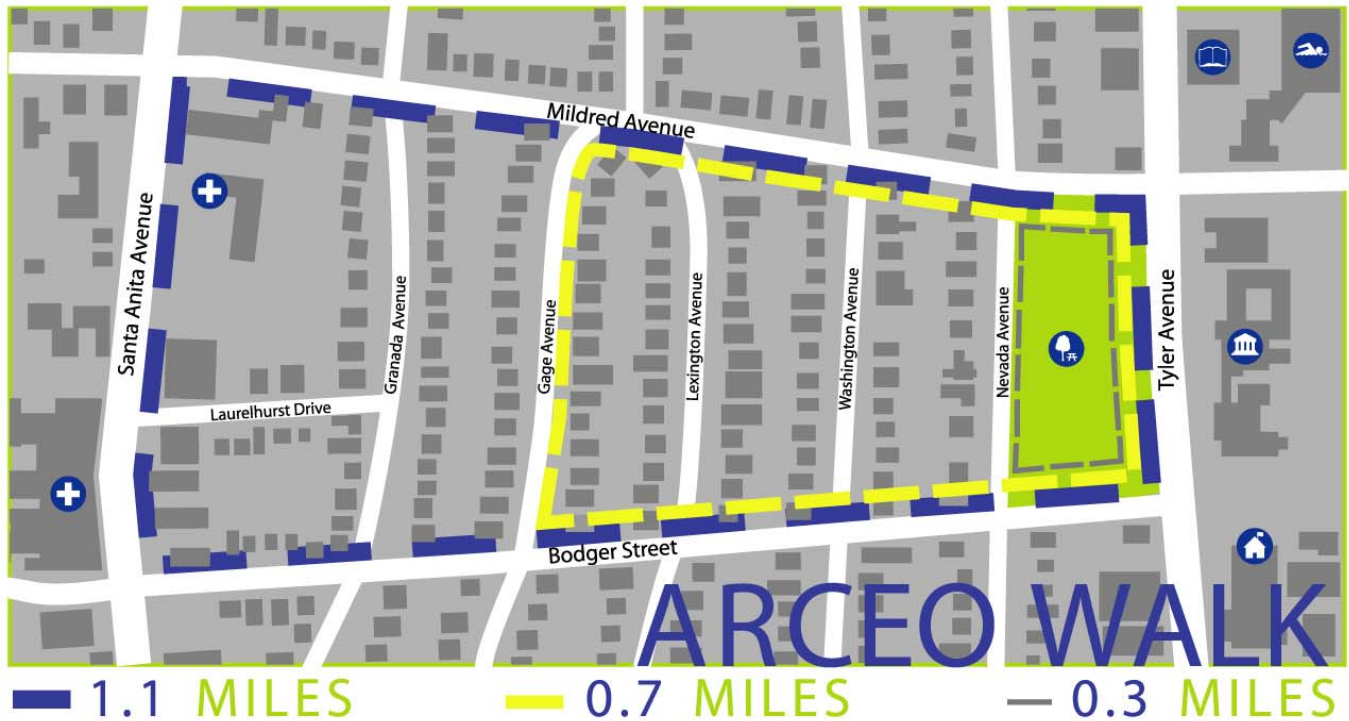 Mildred Avenue
Santa Anita Avenue
Granada Avenue
Gage Avenue
Lexington Avenue
Washington Avenue
Nevada Avenue
Tyler Avenue
Laurelhurst Drive
Bodger Street
ARCEO WALK
1.1 MILES
0.7 MILES
0.3 MILES